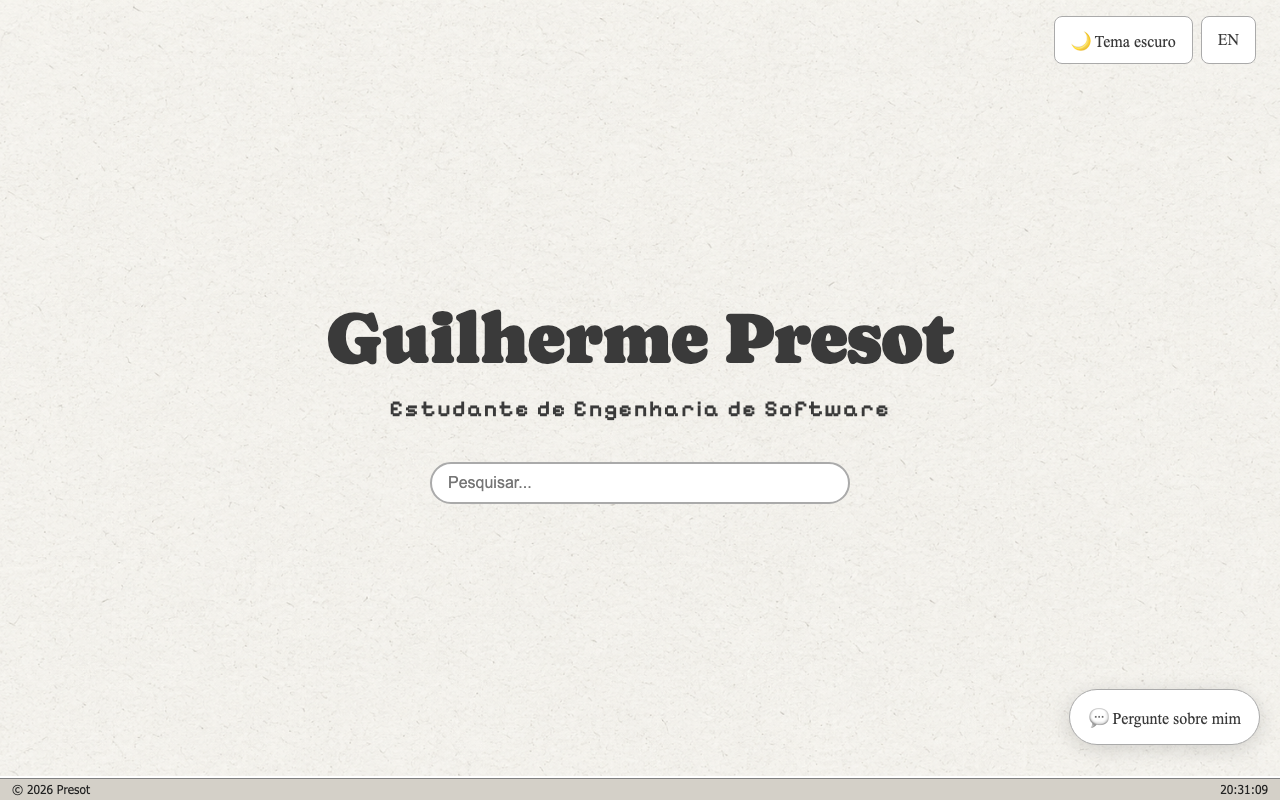 🌙 Tema escuro
EN
Guilherme Presot
Estudante de Engenharia de Software
Pesquisar...
💬 Pergunte sobre mim
© 2026 Presot
20:31:09